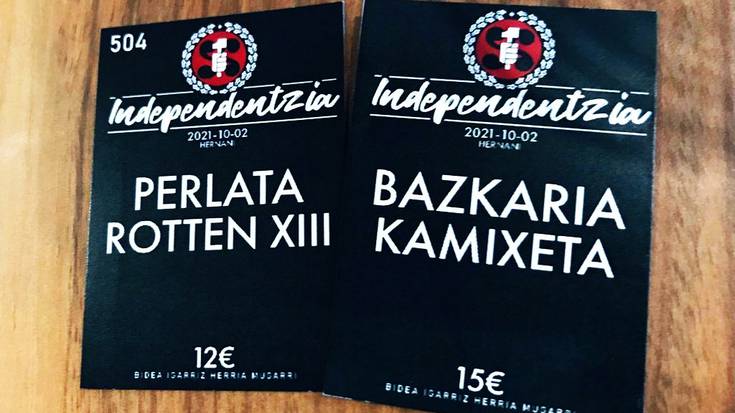 504
Independentzia
2021-10-02
HERNANI
PERLATA
ROTTEN XIII
12€
BIDEA IGARRIZ HERRIA MUGARRI
Independentzia
2021-10-02
HERNANI
BAZKARIA
KAMIXETA
15€
BIDEA IGARRIZ HERRIA MUGARRI